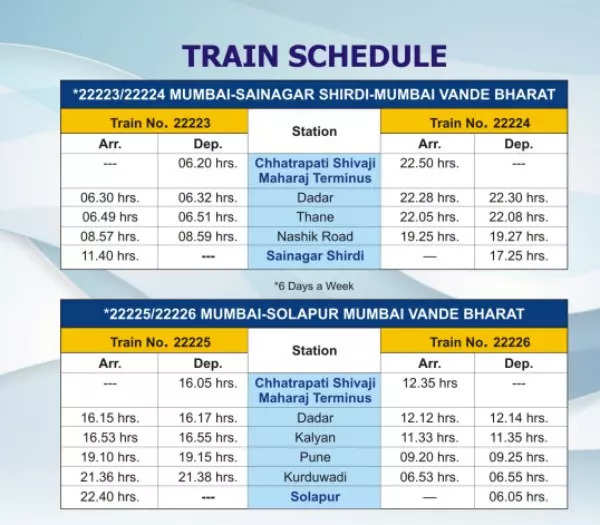 TRAIN SCHEDULE
*22223/22224 MUMBAI-SAINAGAR SHIRDI-MUMBAI VANDE BHARAT
Train No. 22223 Station Train No. 22224
Arr. Dep. Arr. Dep.
--- 06.20 hrs. Chhatrapati Shivaji Maharaj Terminus 22.50 hrs. ---
06.30 hrs. 06.32 hrs. Dadar 22.28 hrs. 22.30 hrs.
06.49 hrs 06.51 hrs. Thane 22.05 hrs. 22.08 hrs.
08.57 hrs. 08.59 hrs. Nashik Road 19.25 hrs. 19.27 hrs.
11.40 hrs. --- Sainagar Shirdi — 17.25 hrs.
*6 Days a Week
*22225/22226 MUMBAI-SOLAPUR MUMBAI VANDE BHARAT
Train No. 22225 Station Train No. 22226
Arr. Dep. Arr. Dep.
--- 16.05 hrs. Chhatrapati Shivaji Maharaj Terminus 12.35 hrs ---
16.15 hrs. 16.17 hrs. Dadar 12.12 hrs. 12.14 hrs.
16.53 hrs 16.55 hrs. Kalyan 11.33 hrs. 11.35 hrs.
19.10 hrs. 19.15 hrs. Pune 09.20 hrs. 09.25 hrs.
21.36 hrs. 21.38 hrs. Kurduwadi 06.53 hrs. 06.55 hrs.
22.40 hrs. --- Solapur — 06.05 hrs.